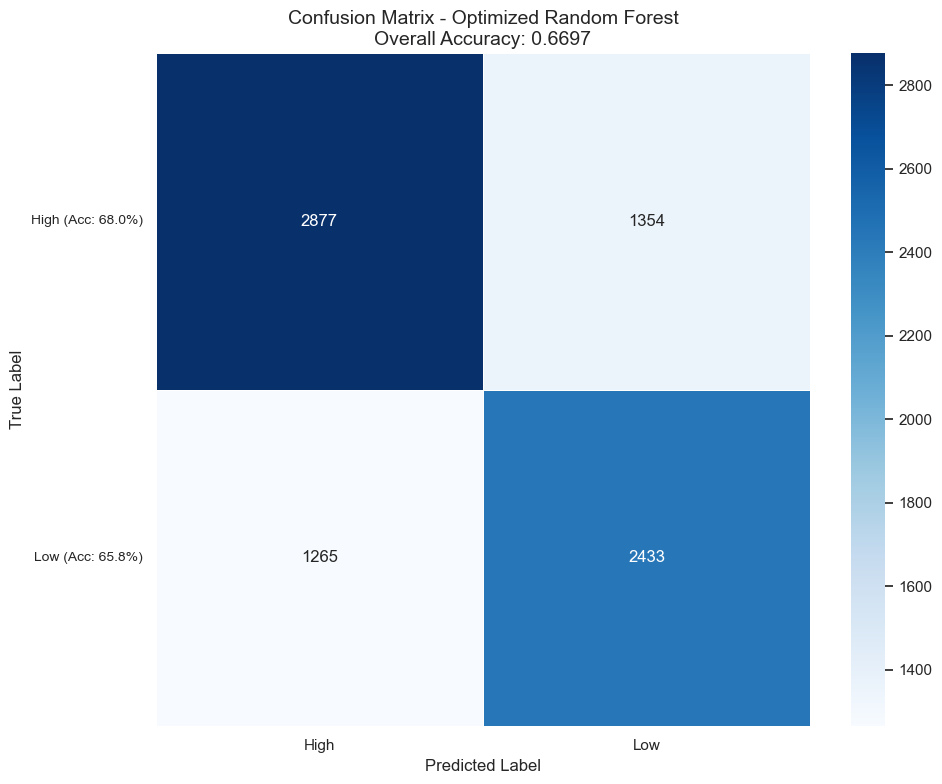 Confusion Matrix - Optimized Random Forest
Overall Accuracy: 0.6697
True Label
High (Acc: 68.0%)
2877
1354
Low (Acc: 65.8%)
1265
2433
High
Low
Predicted Label
2800
2600
2400
2200
2000
1800
1600
1400